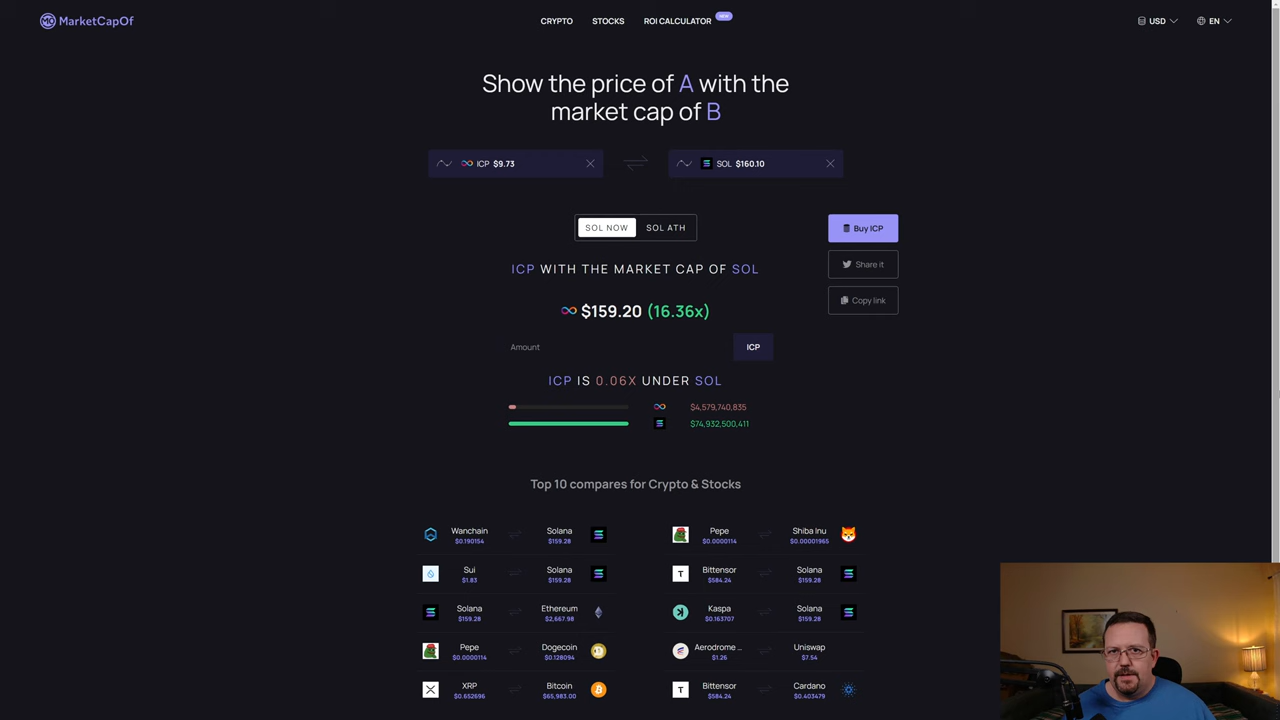 MarketCapOf
CRYPTO
STOCKS
ROI CALCULATOR
NEW
USD
EN
Show the price of A with the
market cap of B
ICP $9.73
SOL $160.10
SOL NOW
SOL ATH
Buy ICP
ICP WITH THE MARKET CAP OF SOL
Share it
Copy link
$159.20 (16.36x)
Amount
ICP
ICP IS 0.06X UNDER SOL
$4,579,740,835
$74,932,500,411
Top 10 compares for Crypto & Stocks
Wanchain
$0.190154
Solana
$159.28
Pepe
$0.0000114
Shiba Inu
$0.00001965
Sui
$1.83
Solana
$159.28
Bittensor
$584.24
Solana
$159.28
Solana
$159.28
Ethereum
$2,667.98
Kaspa
$0.163707
Solana
$159.28
Pepe
$0.0000114
Dogecoin
$0.128094
Aerodrome ...
$1.26
Uniswap
$7.54
XRP
$0.652696
Bitcoin
$65,983.00
Bittensor
$584.24
Cardano
$0.403479